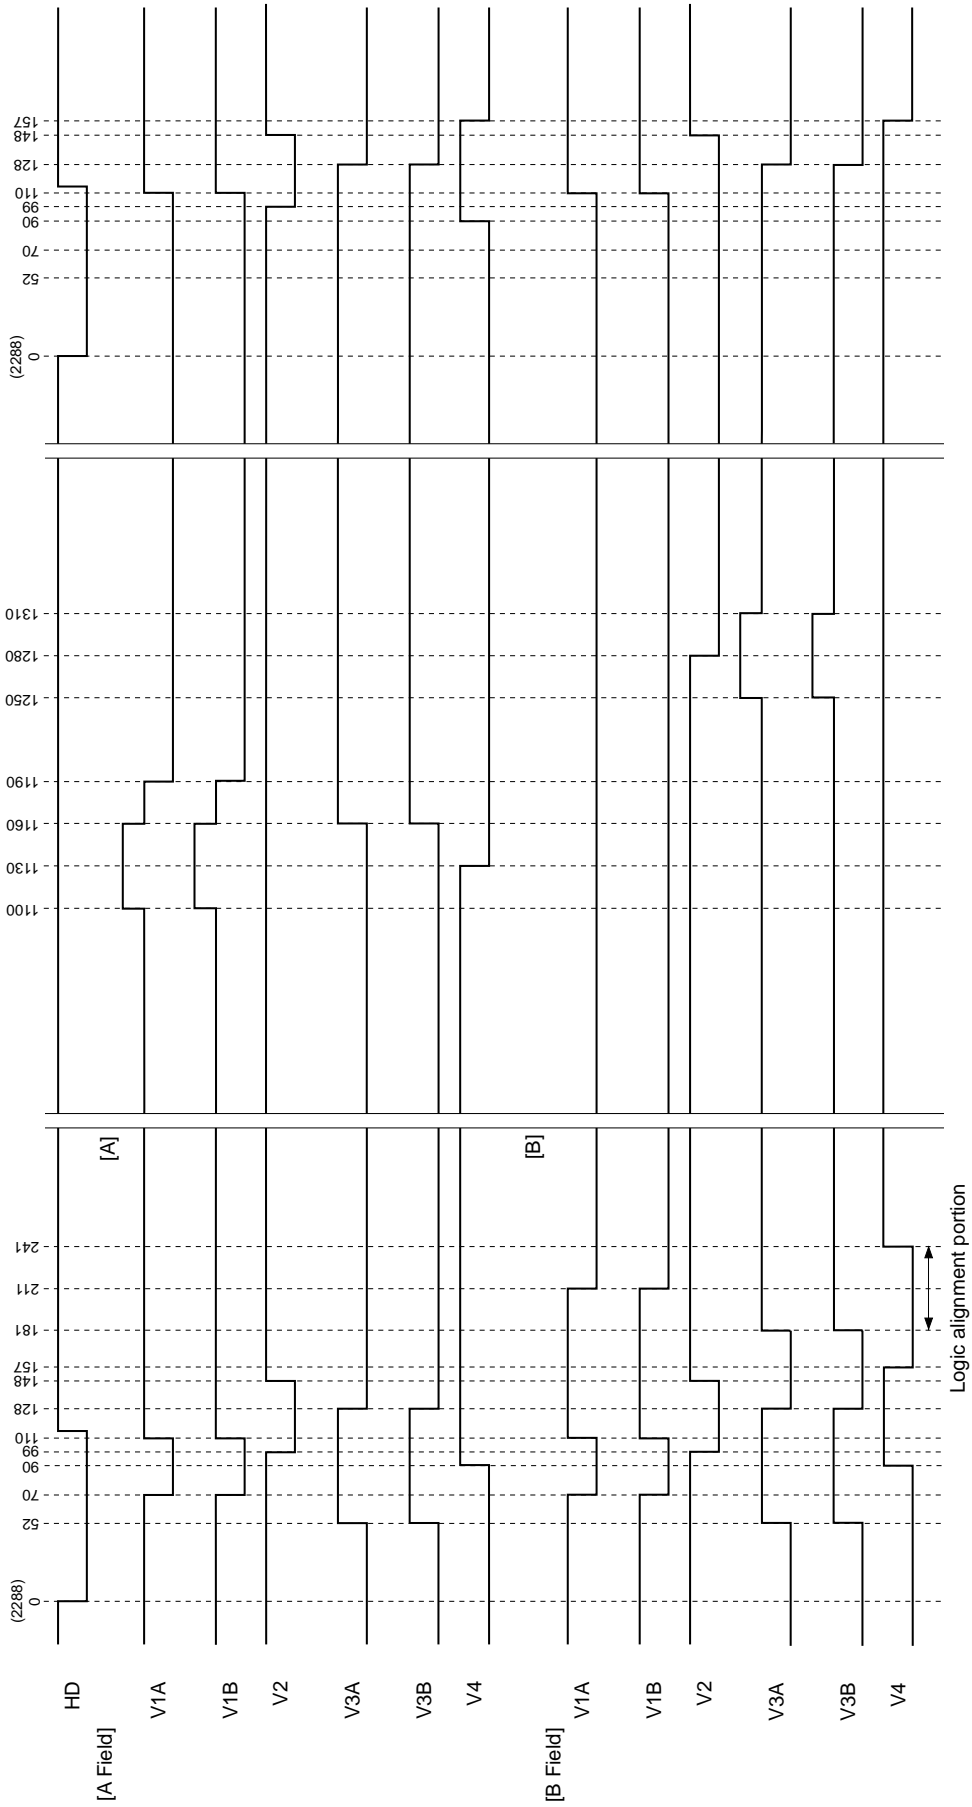 HD
[A Field]
V1A
V1B
V2
V3A
V3B
V4
[B Field]
V1A
V1B
V2
V3A
V3B
V4
(2288)
0
52
70
90
99
110
128
148
157
181
211
241
[A]
[B]
Logic alignment portion
1100
1130
1160
1190
1250
1280
1310
(2288)
0
52
70
90
99
110
128
148
157